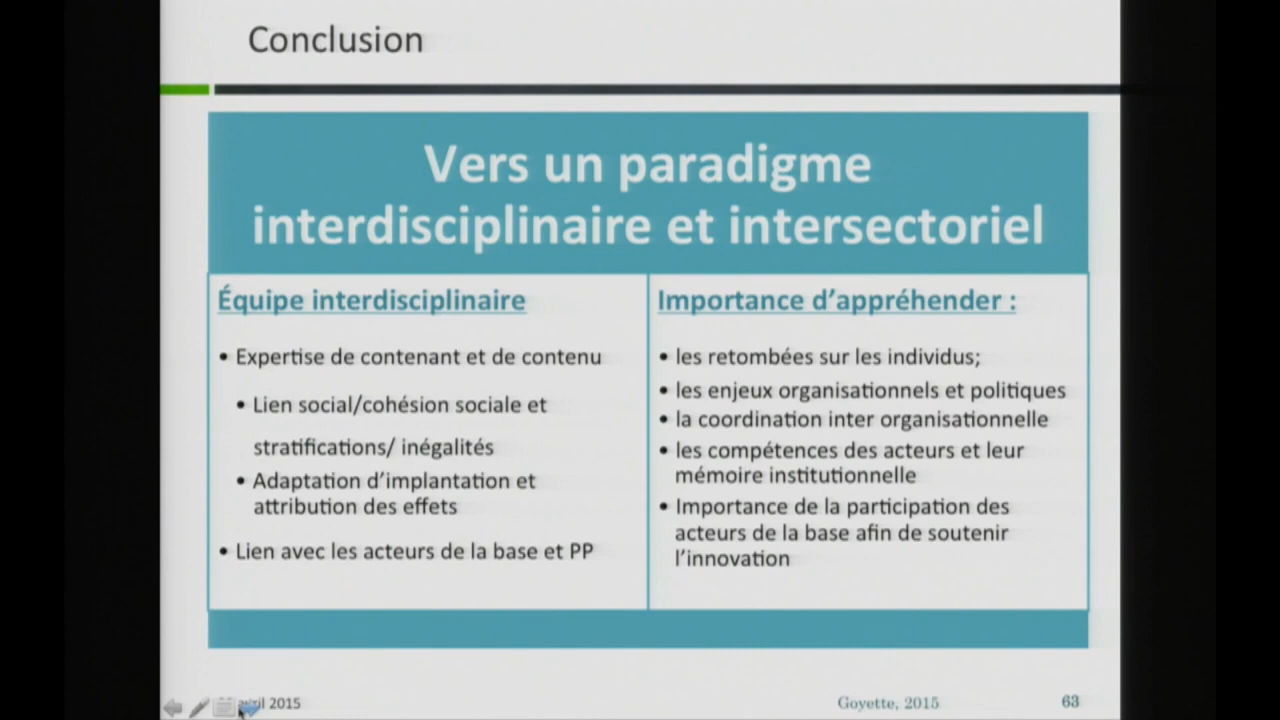 Conclusion
Vers un paradigme
interdisciplinaire et intersectoriel
Équipe interdisciplinaire
• Expertise de contenant et de contenu
• Lien social/cohésion sociale et
stratifications/ inégalités
• Adaptation d’implantation et
attribution des effets
• Lien avec les acteurs de la base et PP
Importance d’appréhender :
• les retombées sur les individus;
• les enjeux organisationnels et politiques
• la coordination inter organisationnelle
• les compétences des acteurs et leur
mémoire institutionnelle
• Importance de la participation des
acteurs de la base afin de soutenir
l’innovation
avril 2015
Goyette, 2015
63